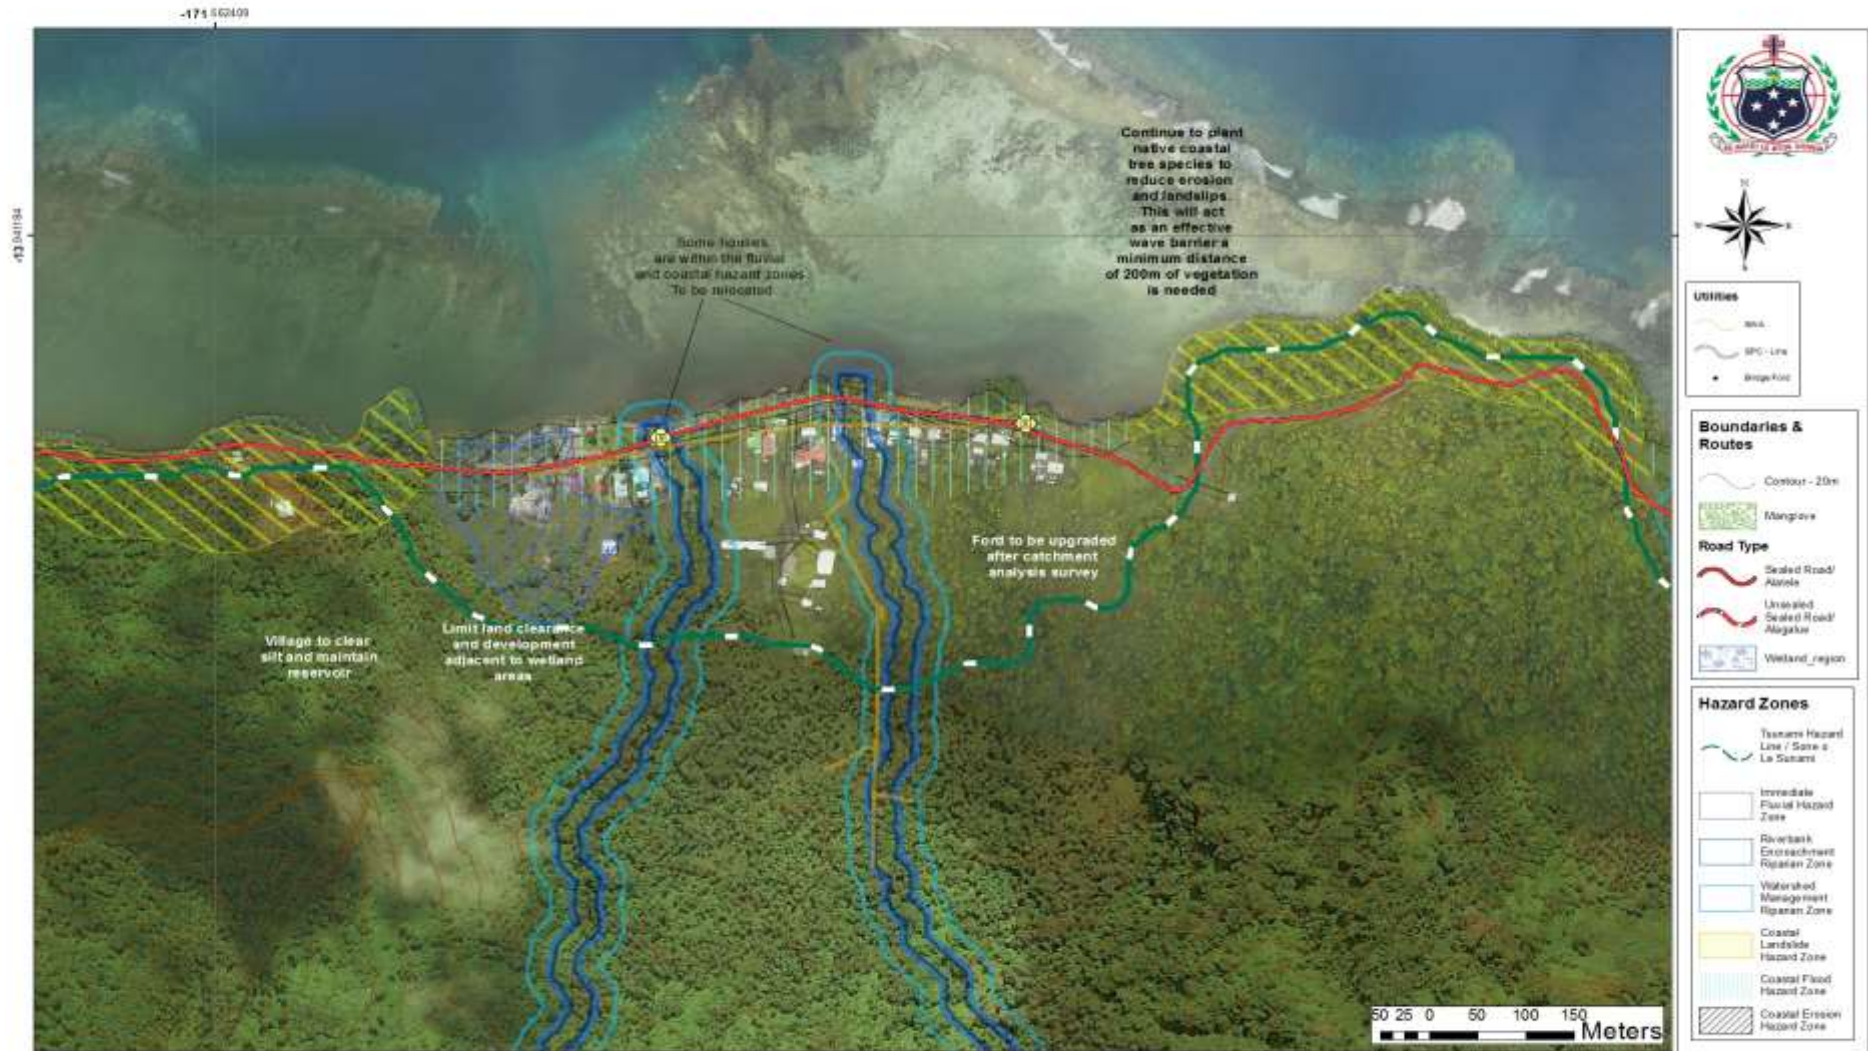 -171 562409
Continue to plant
native coastal
tree species to
reduce erosion
and landslips.
This will act
as an effective
wave barrier a
minimum distance
of 200m of vegetation
is needed
Some houses
are within the fluvial
and coastal hazard zones
To be relocated
Ford to be upgraded
after catchment
analysis survey
Village to clear
silt and maintain
reservoir
Limit land clearance
and development
adjacent to wetland
areas
50 25 0 50 100 150
Meters
N
Utilities
SWA
EPC - Line
Bridge/Ford
Boundaries &
Routes
Contour - 20m
Mangrove
Road Type
Sealed Road/
Alatele
Unsealed
Sealed Road/
Alagalue
Wetland_region
Hazard Zones
Tsunami Hazard
Line / Sone o
Le Sunami
Immediate
Fluvial Hazard
Zone
Riverbank
Encroachment
Riparian Zone
Watershed
Management
Riparian Zone
Coastal
Landslide
Hazard Zone
Coastal Flood
Hazard Zone
Coastal Erosion
Hazard Zone